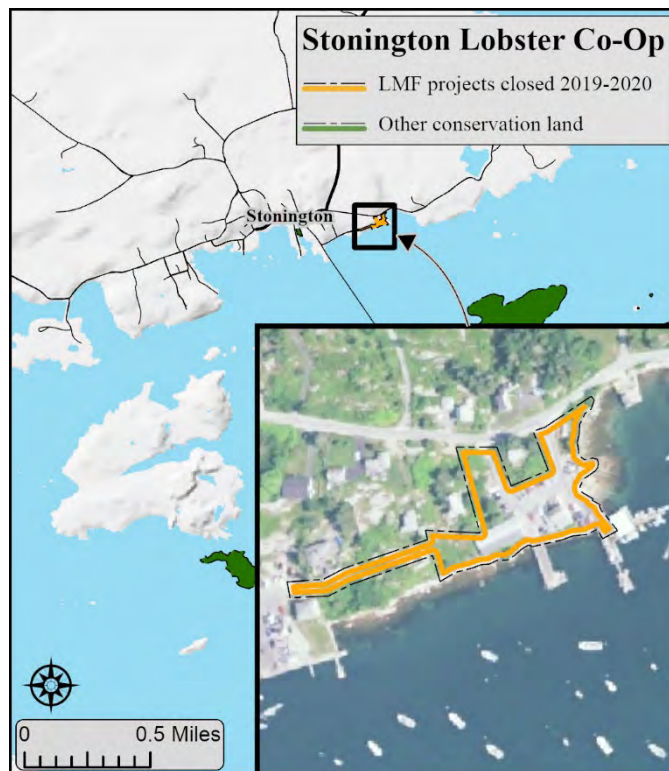 Stonington Lobster Co-Op
LMF projects closed 2019-2020
Other conservation land
Stonington
0 0.5 Miles